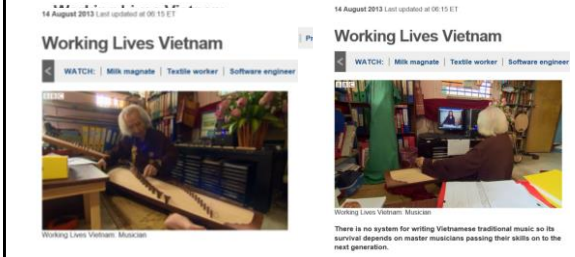 14 August 2013 Last updated at 06:15 ET
Working Lives Vietnam
WATCH: | Milk magnate | Textile worker | Software engineer
BBC
Working Lives Vietnam: Musician
14 August 2013 Last updated at 06:15 ET
Working Lives Vietnam
WATCH: | Milk magnate | Textile worker | Software engineer
BBC
Working Lives Vietnam: Musician
There is no system for writing Vietnamese traditional music so its
survival depends on master musicians passing their skills on to the
next generation.